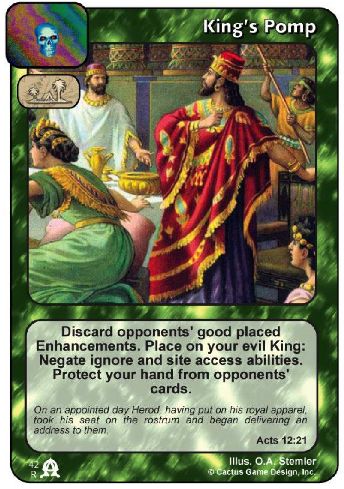 King's Pomp
Discard opponents' good placed
Enhancements. Place on your evil King:
Negate ignore and site access abilities.
Protect your hand from opponents'
cards.
On an appointed day Herod, having put on his royal apparel,
took his seat on the rostrum and began delivering an
address to them.
Acts 12:21
42
R
Illus. O.A. Stemler
© Cactus Game Design, Inc.